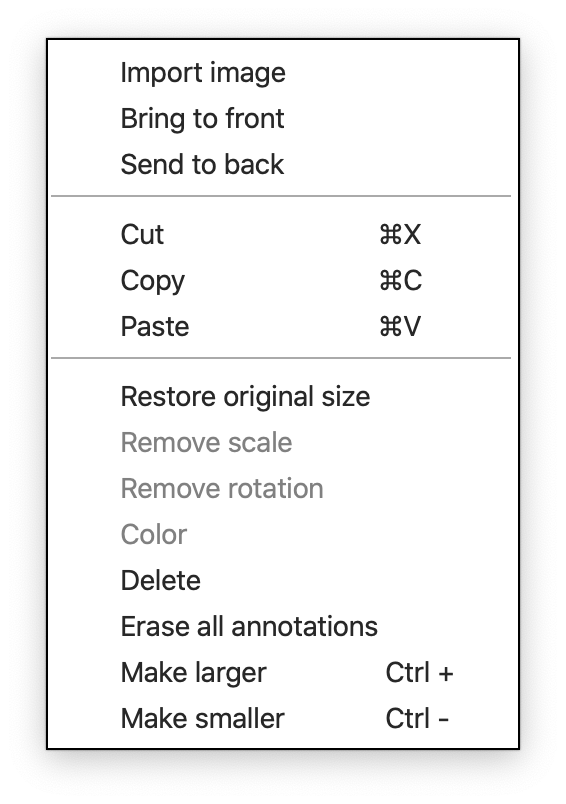 Import image
Bring to front
Send to back
Cut ⌘X
Copy ⌘C
Paste ⌘V
Restore original size
Remove scale
Remove rotation
Color
Delete
Erase all annotations
Make larger Ctrl +
Make smaller Ctrl -